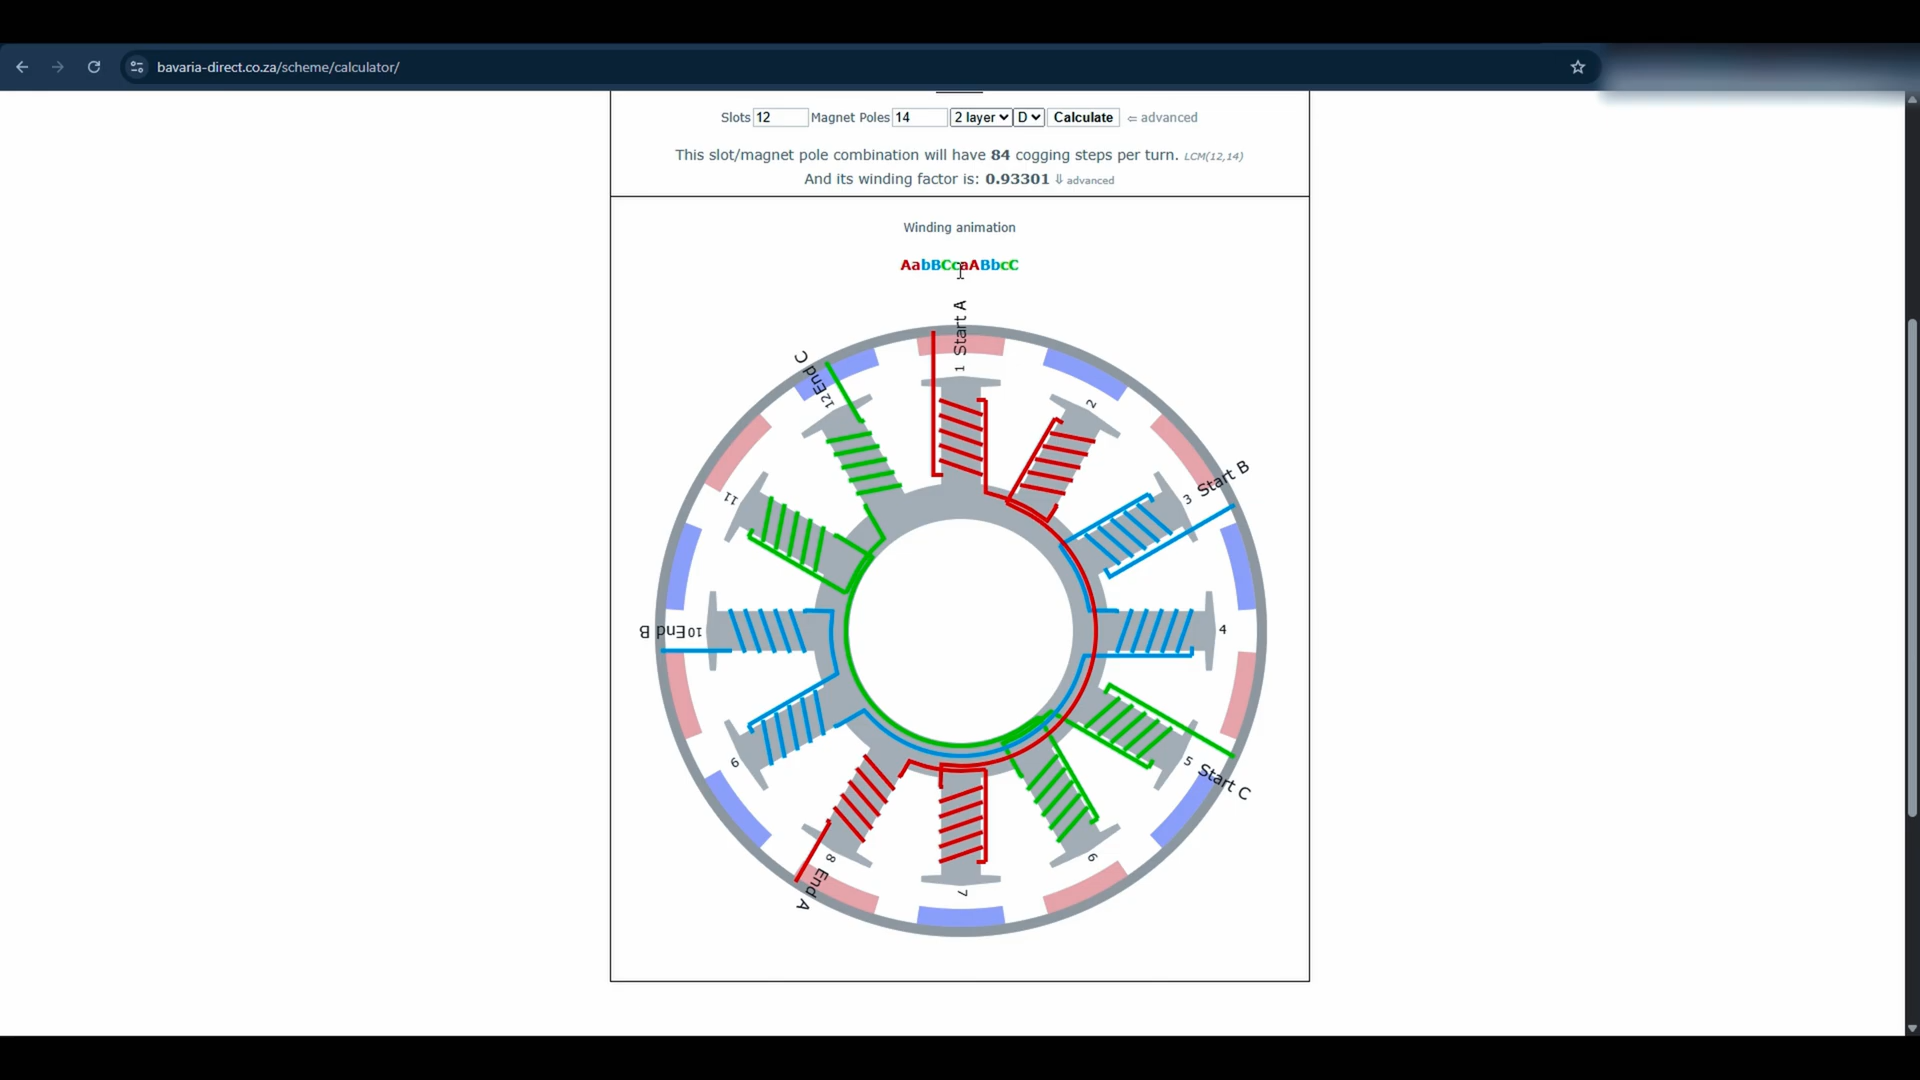 bavaria-direct.co.za/scheme/calculator/
Slots 12 Magnet Poles 14 2 layer D Calculate ⇐ advanced
This slot/magnet pole combination will have 84 cogging steps per turn. LCM(12,14)
And its winding factor is: 0.93301 ⇓ advanced
Winding animation
AabBCcaABbcC
1 Start A
2
3 Start B
4
5 Start C
6
7
8 End A
9
10 End B
11
12 End C